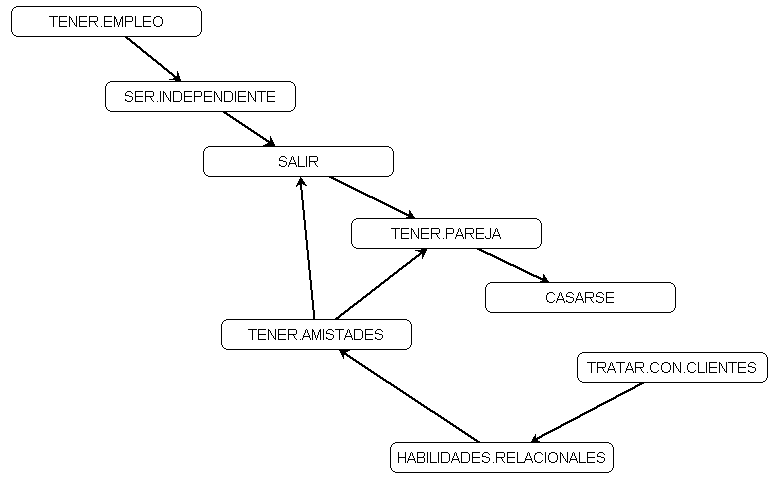 TENER.EMPLEO
SER.INDEPENDIENTE
SALIR
TENER.PAREJA
CASARSE
TENER.AMISTADES
TRATAR.CON.CLIENTES
HABILIDADES.RELACIONALES